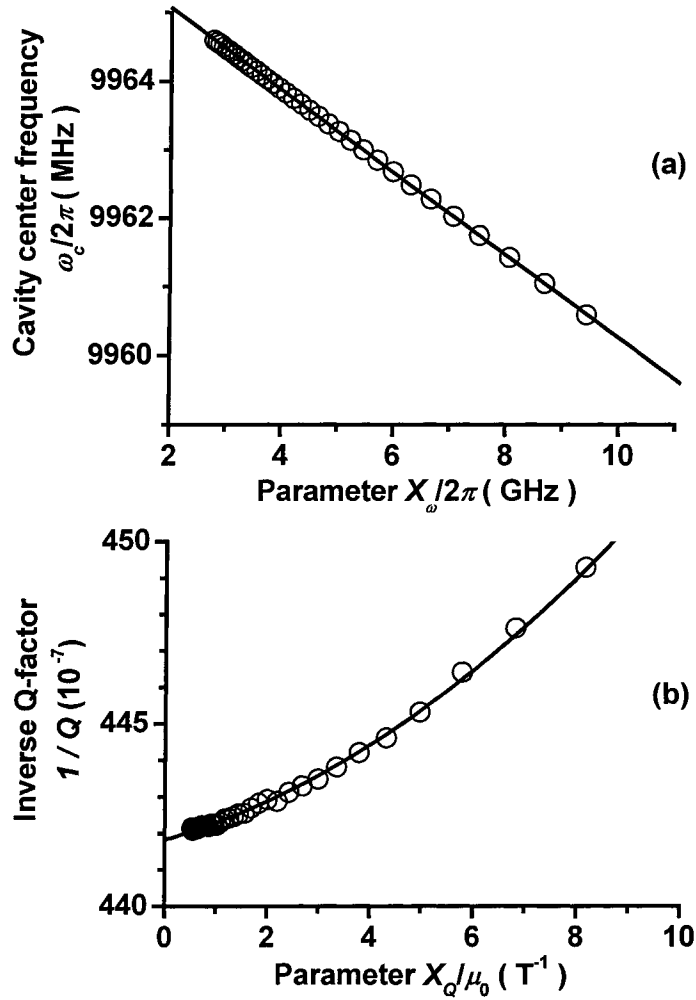 Cavity center frequency
ω_c/2π ( MHz )
9964
9962
9960
(a)
2 4 6 8 10
Parameter X_ω/2π ( GHz )
Inverse Q-factor
1 / Q (10⁻⁷)
450
445
440
(b)
0 2 4 6 8 10
Parameter X_Q/μ₀ ( T⁻¹ )